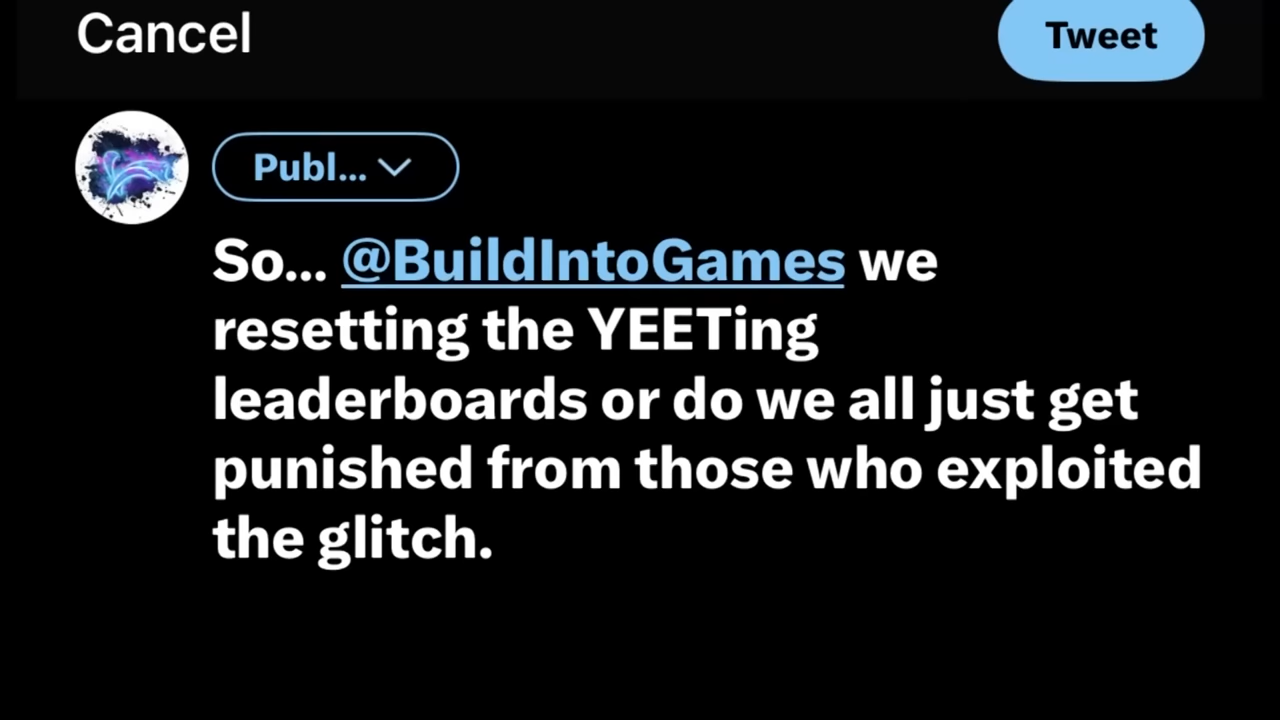 Cancel
Tweet
Publ...
So... @BuildIntoGames we
resetting the YEETing
leaderboards or do we all just get
punished from those who exploited
the glitch.